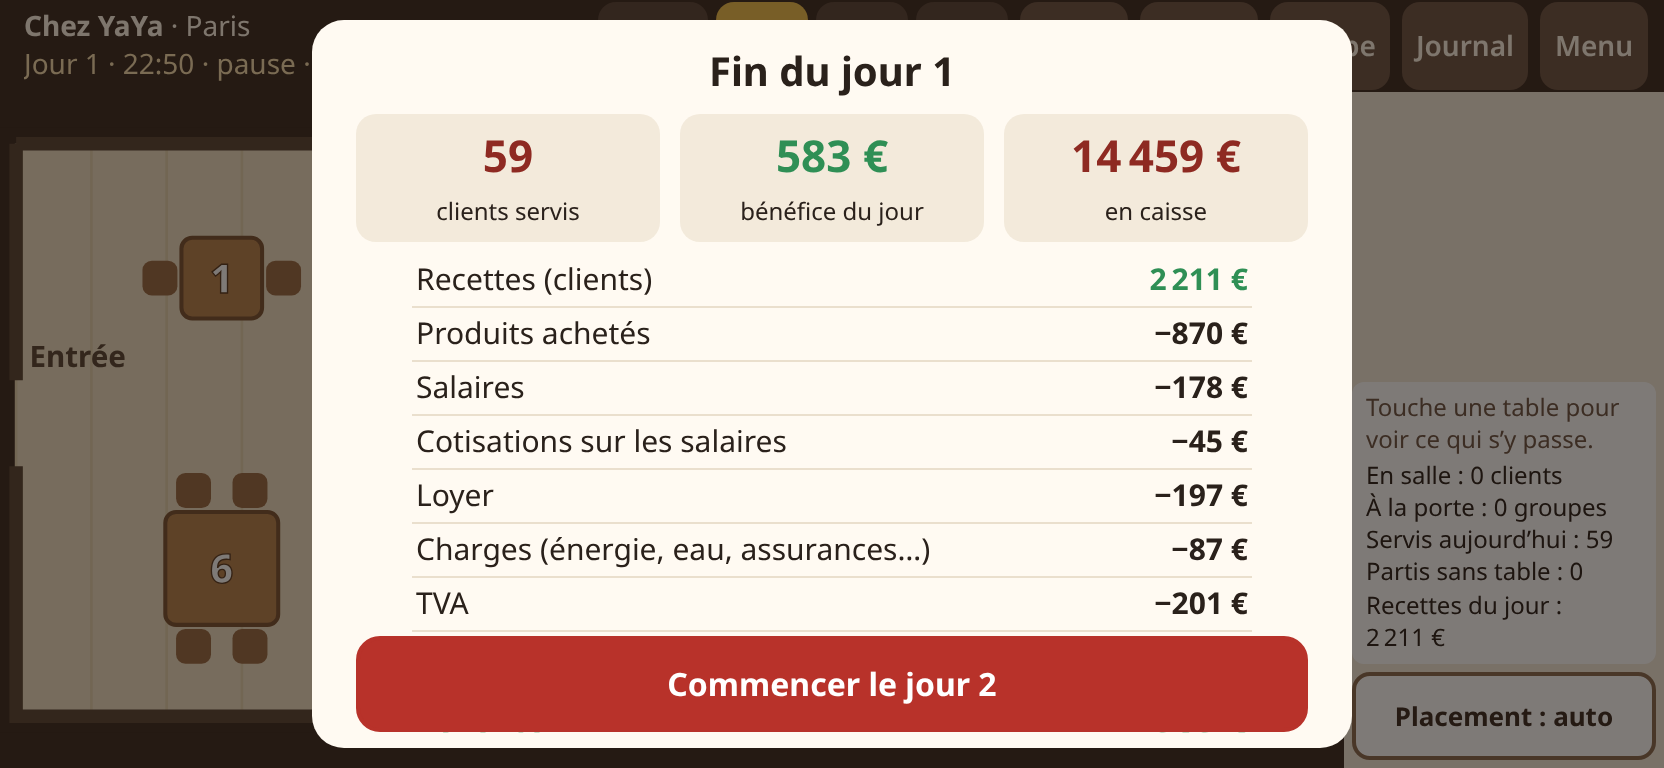 Chez YaYa · Paris
Jour 1 · 22:50 · pause ·
Journal
Menu
Fin du jour 1
59
clients servis
583 €
bénéfice du jour
14 459 €
en caisse
Recettes (clients) 2 211 €
Produits achetés −870 €
Salaires −178 €
Cotisations sur les salaires −45 €
Loyer −197 €
Charges (énergie, eau, assurances…) −87 €
TVA −201 €
Commencer le jour 2
1
Entrée
6
Touche une table pour
voir ce qui s’y passe.
En salle : 0 clients
À la porte : 0 groupes
Servis aujourd’hui : 59
Partis sans table : 0
Recettes du jour :
2 211 €
Placement : auto